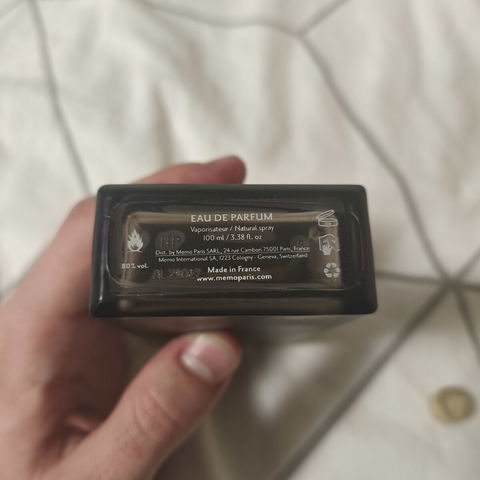 EAU DE PARFUM
Vaporisateur / Natural spray
100 ml / 3.38 fl. oz
Dist. by Memo Paris SARL, 24 rue Cambon 75001 Paris, France
Memo International SA, 1223 Cologny - Geneva, Switzerland
80% vol.
Made in France
www.memoparis.com